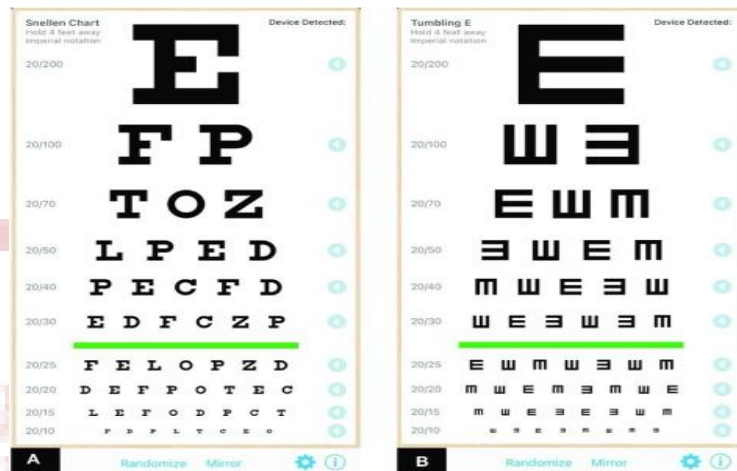 Snellen Chart
Hold 4 feet away
Imperial notation
Device Detected:
20/200 E
20/100 F P
20/70 T O Z
20/50 L P E D
20/40 P E C F D
20/30 E D F C Z P
20/25 F E L O P Z D
20/20 D E F P O T E C
20/15 L E F O D P C T
20/10 F D P L T C E O
A Randomize Mirror
Tumbling E
Hold 4 feet away
Imperial notation
Device Detected:
20/200 E
20/100
20/70
20/50
20/40
20/30
20/25
20/20
20/15
20/10
B Randomize Mirror